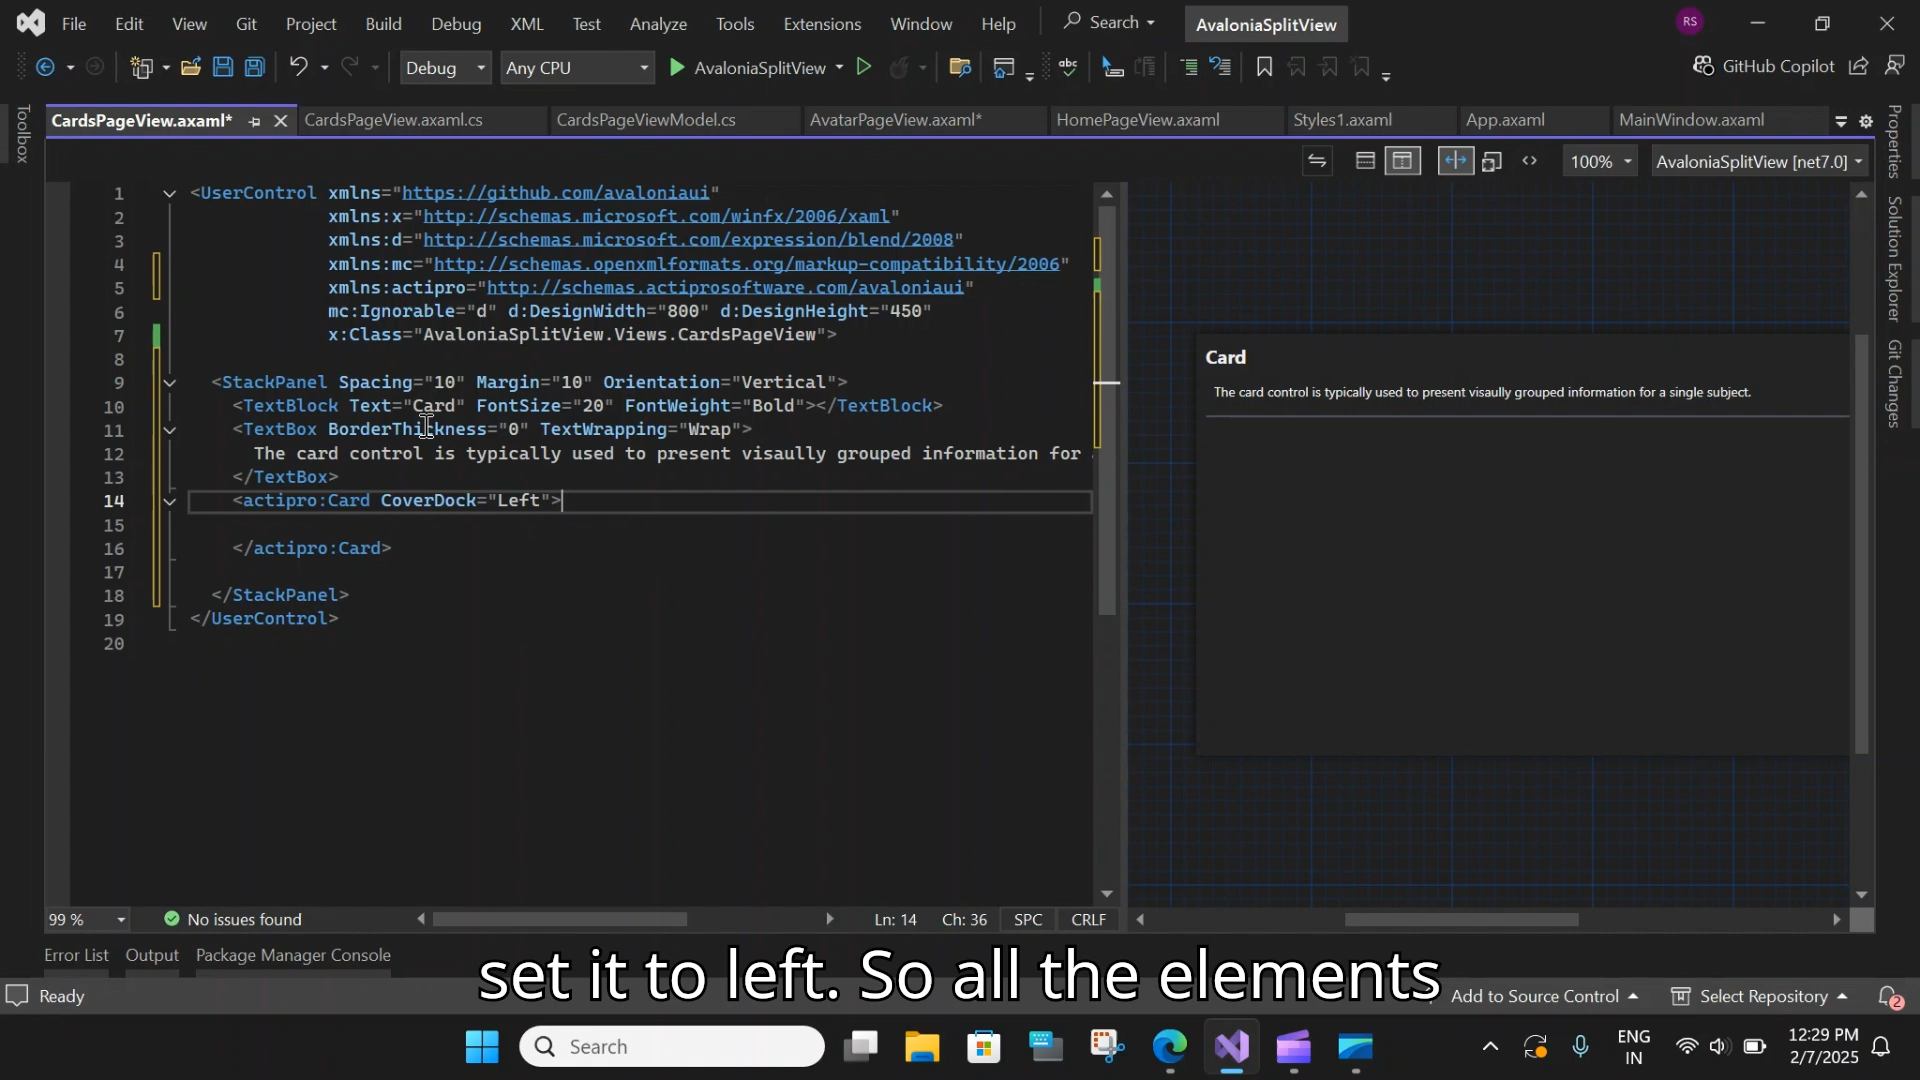 File Edit View Git Project Build Debug XML Test Analyze Tools Extensions Window Help Search AvaloniaSplitView RS
Debug Any CPU AvaloniaSplitView GitHub Copilot
CardsPageView.axaml* CardsPageView.axaml.cs CardsPageViewModel.cs AvatarPageView.axaml* HomePageView.axaml Styles1.axaml App.axaml MainWindow.axaml
Toolbox
100% AvaloniaSplitView [net7.0]
Properties
Solution Explorer
Git Changes
1 <UserControl xmlns="https://github.com/avaloniaui"
2 xmlns:x="http://schemas.microsoft.com/winfx/2006/xaml"
3 xmlns:d="http://schemas.microsoft.com/expression/blend/2008"
4 xmlns:mc="http://schemas.openxmlformats.org/markup-compatibility/2006"
5 xmlns:actipro="http://schemas.actiprosoftware.com/avaloniaui"
6 mc:Ignorable="d" d:DesignWidth="800" d:DesignHeight="450"
7 x:Class="AvaloniaSplitView.Views.CardsPageView">
8
9 <StackPanel Spacing="10" Margin="10" Orientation="Vertical">
10 <TextBlock Text="Card" FontSize="20" FontWeight="Bold"></TextBlock>
11 <TextBox BorderThickness="0" TextWrapping="Wrap">
12 The card control is typically used to present visaully grouped information for
13 </TextBox>
14 <actipro:Card CoverDock="Left">
15
16 </actipro:Card>
17
18 </StackPanel>
19 </UserControl>
20
Card
The card control is typically used to present visaully grouped information for a single subject.
99 % No issues found Ln: 14 Ch: 36 SPC CRLF
Error List Output Package Manager Console
set it to left. So all the elements
Ready Add to Source Control Select Repository 2
Search ENG IN 12:29 PM 2/7/2025